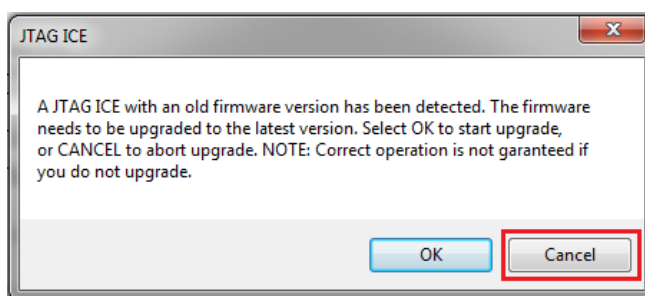 JTAG ICE
A JTAG ICE with an old firmware version has been detected. The firmware
needs to be upgraded to the latest version. Select OK to start upgrade,
or CANCEL to abort upgrade. NOTE: Correct operation is not garanteed if
you do not upgrade.
OK
Cancel